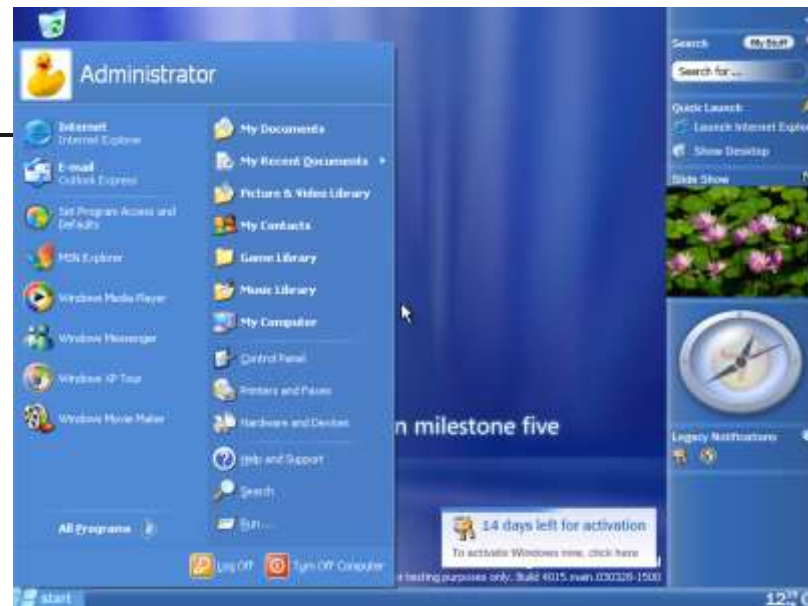 Administrator
Internet
Internet Explorer
E-mail
Outlook Express
Set Program Access and
Defaults
MSN Explorer
Windows Media Player
Windows Messenger
Windows XP Tour
Windows Movie Maker
All Programs
My Documents
My Recent Documents
Picture & Video Library
My Contacts
Game Library
Music Library
My Computer
Control Panel
Printers and Faxes
Hardware and Devices
Help and Support
Search
Run...
Log Off
Turn Off Computer
start
n milestone five
14 days left for activation
To activate Windows now, click here
testing purposes only. Build 4015.main.030328-1500
Search
My Stuff
Search for ...
Quick Launch
Launch Internet Explo
Show Desktop
Slide Show
Legacy Notifications